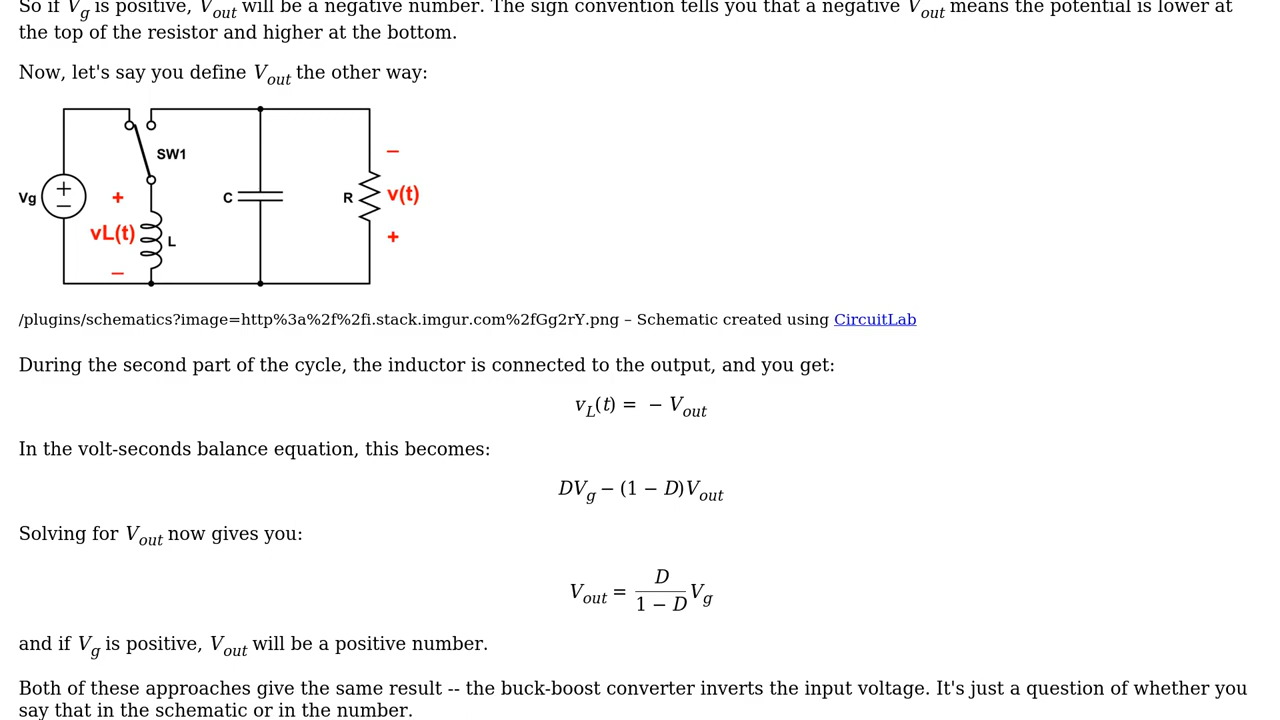 So if Vg is positive, Vout will be a negative number. The sign convention tells you that a negative Vout means the potential is lower at
the top of the resistor and higher at the bottom.
Now, let's say you define Vout the other way:
SW1
−
Vg
+
−
+
C
R
v(t)
vL(t)
L
+
−
/plugins/schematics?image=http%3a%2f%2fi.stack.imgur.com%2fGg2rY.png – Schematic created using CircuitLab
During the second part of the cycle, the inductor is connected to the output, and you get:
vL(t) = − Vout
In the volt-seconds balance equation, this becomes:
DVg − (1 − D)Vout
Solving for Vout now gives you:
Vout = D / (1 − D) Vg
and if Vg is positive, Vout will be a positive number.
Both of these approaches give the same result -- the buck-boost converter inverts the input voltage. It's just a question of whether you
say that in the schematic or in the number.